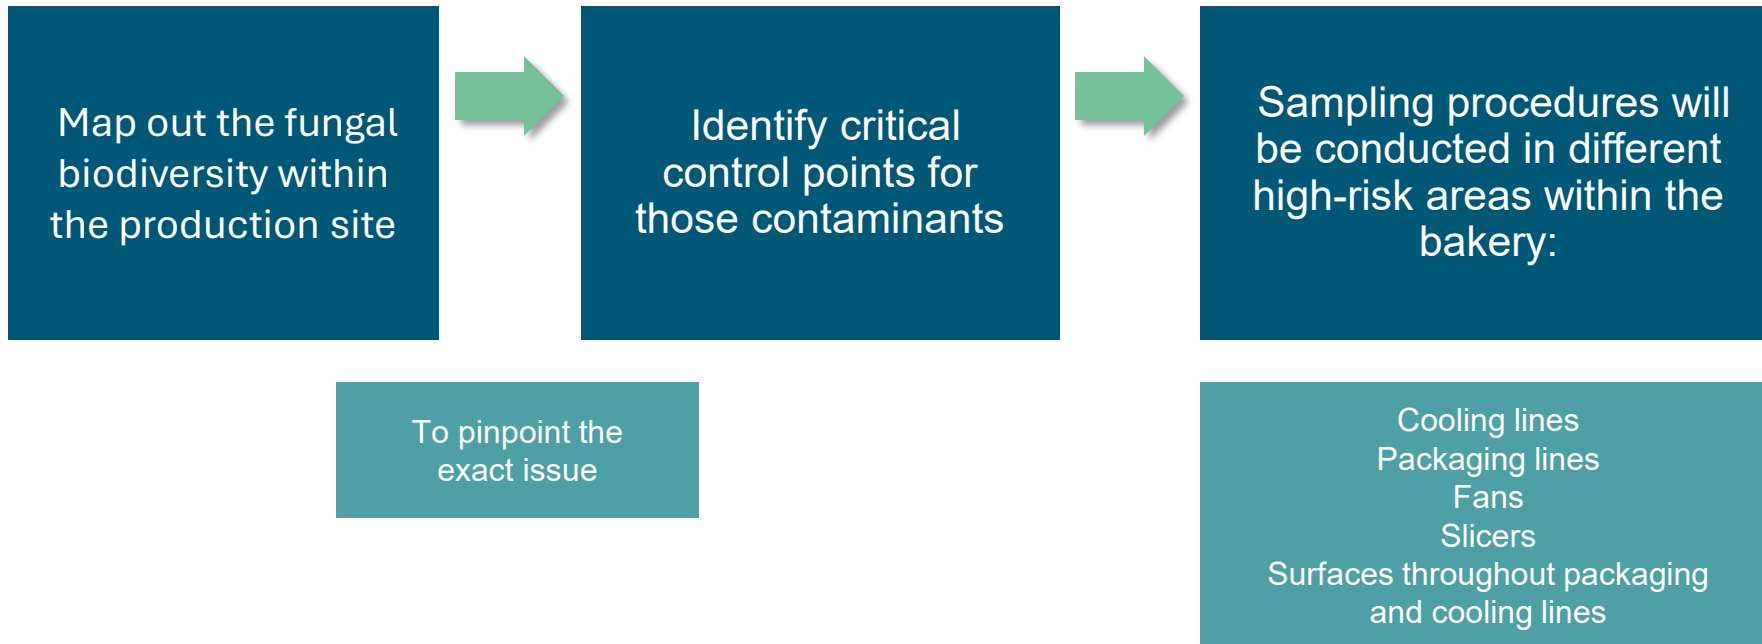 Map out the fungal
biodiversity within
the production site
Identify critical
control points for
those contaminants
Sampling procedures will
be conducted in different
high-risk areas within the
bakery:
To pinpoint the
exact issue
Cooling lines
Packaging lines
Fans
Slicers
Surfaces throughout packaging
and cooling lines